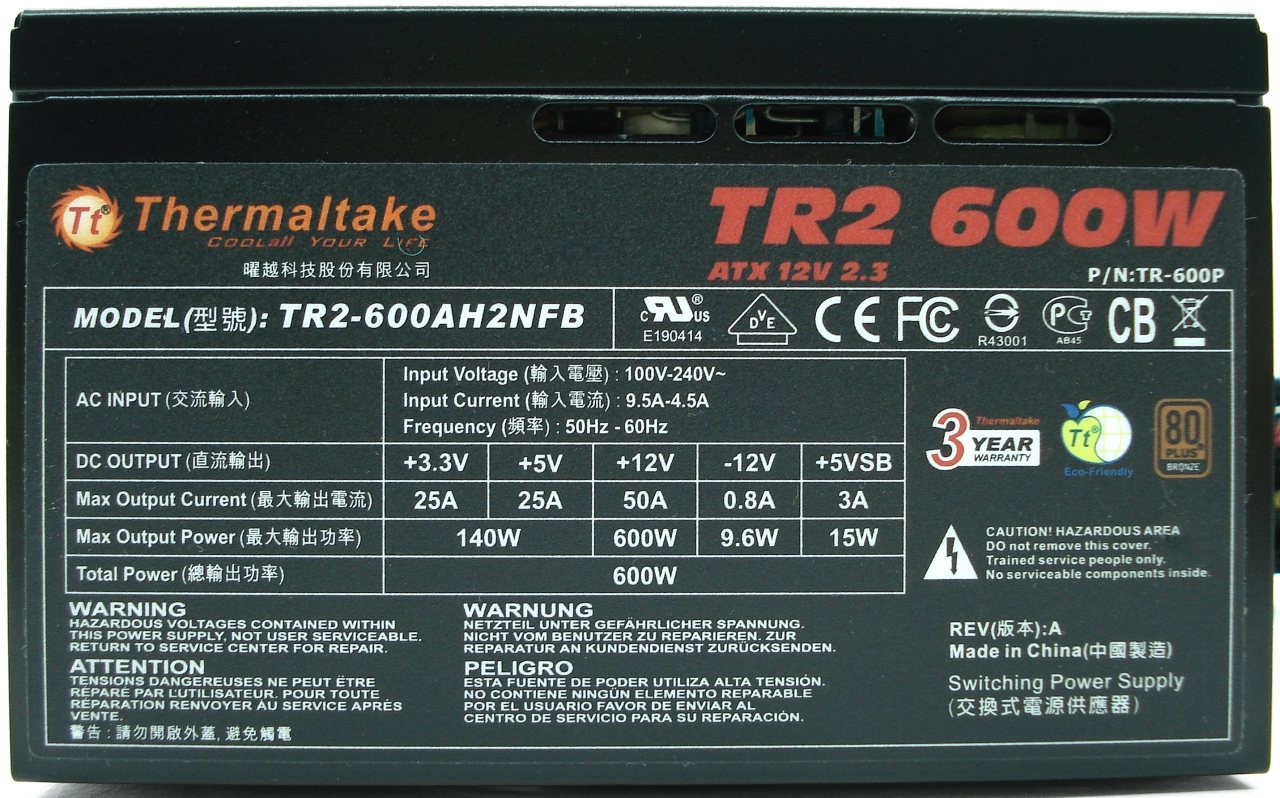 Tt® Thermaltake
COOLall YOUR LIFE
曜越科技股份有限公司
TR2 600W
ATX 12V 2.3
P/N:TR-600P
MODEL(型號): TR2-600AH2NFB
c RU® US
E190414
DVE
CE FC
R43001
PCT
AB45
CB
AC INPUT (交流輸入)
Input Voltage (輸入電壓) : 100V-240V~
Input Current (輸入電流) : 9.5A-4.5A
Frequency (頻率) : 50Hz - 60Hz
DC OUTPUT (直流輸出) +3.3V +5V +12V -12V +5VSB
Max Output Current (最大輸出電流) 25A 25A 50A 0.8A 3A
Max Output Power (最大輸出功率) 140W 600W 9.6W 15W
Total Power (總輸出功率) 600W
Thermaltake
3 YEAR
WARRANTY
Tt®
Eco-Friendly
80
PLUS®
BRONZE
CAUTION! HAZARDOUS AREA
DO not remove this cover.
Trained service people only.
No serviceable components inside.
WARNING
HAZARDOUS VOLTAGES CONTAINED WITHIN
THIS POWER SUPPLY, NOT USER SERVICEABLE.
RETURN TO SERVICE CENTER FOR REPAIR.
ATTENTION
TENSIONS DANGEREUSES NE PEUT ÊTRE
RÉPARÉ PAR L'UTILISATEUR. POUR TOUTE
RÉPARATION RENVOYER AU SERVICE APRÈS
VENTE.
警告 : 請勿開啟外蓋, 避免觸電
WARNUNG
NETZTEIL UNTER GEFÄHRLICHER SPANNUNG.
NICHT VOM BENUTZER ZU REPARIEREN. ZUR
REPARATUR AN KUNDENDIENST ZURÜCKSENDEN.
PELIGRO
ESTA FUENTE DE PODER UTILIZA ALTA TENSIÓN.
NO CONTIENE NINGÚN ELEMENTO REPARABLE
POR EL USUARIO FAVOR DE ENVIAR AL
CENTRO DE SERVICIO PARA SU REPARACIÓN.
REV(版本):A
Made in China(中國製造)
Switching Power Supply
(交換式電源供應器)